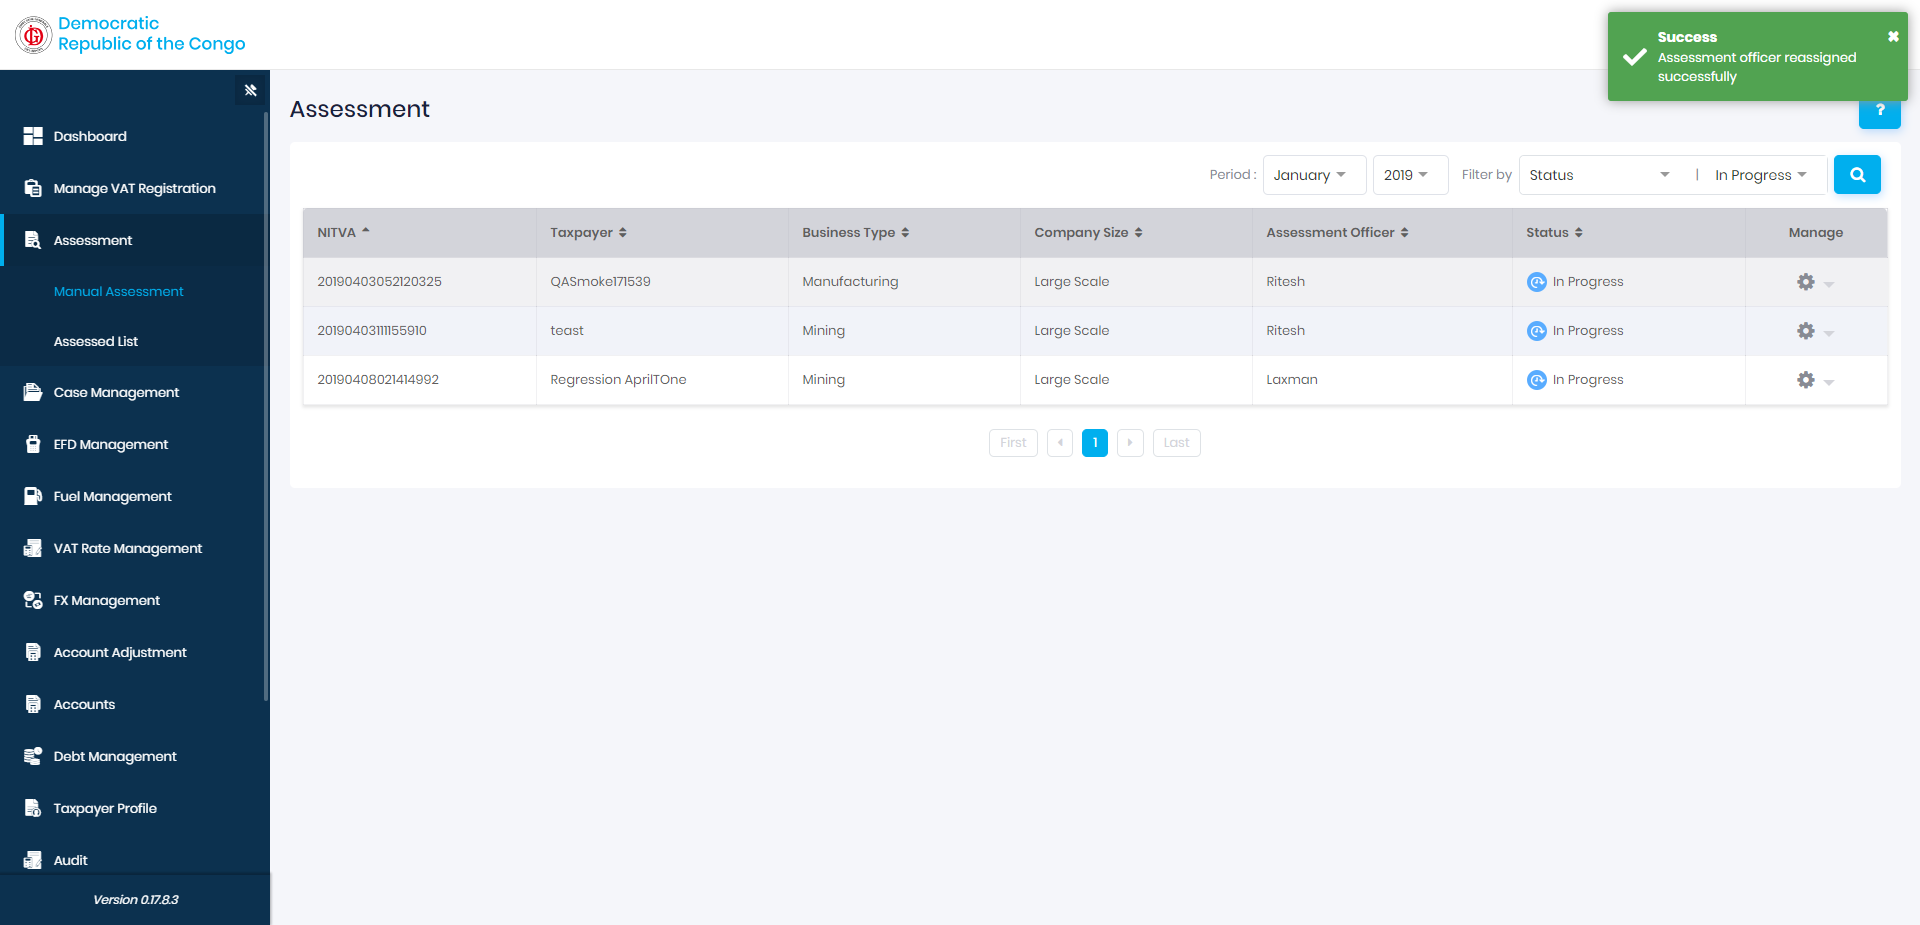 Democratic
Republic of the Congo
Success
Assessment officer reassigned
successfully
?
Assessment
Dashboard
Manage VAT Registration
Assessment
Manual Assessment
Assessed List
Case Management
EFD Management
Fuel Management
VAT Rate Management
FX Management
Account Adjustment
Accounts
Debt Management
Taxpayer Profile
Audit
Version 0.17.8.3
Period : January 2019 Filter by Status | In Progress
NITVA Taxpayer Business Type Company Size Assessment Officer Status Manage
20190403052120325 QASmoke171539 Manufacturing Large Scale Ritesh In Progress
20190403111155910 teast Mining Large Scale Ritesh In Progress
20190408021414992 Regression AprilTOne Mining Large Scale Laxman In Progress
First 1 Last